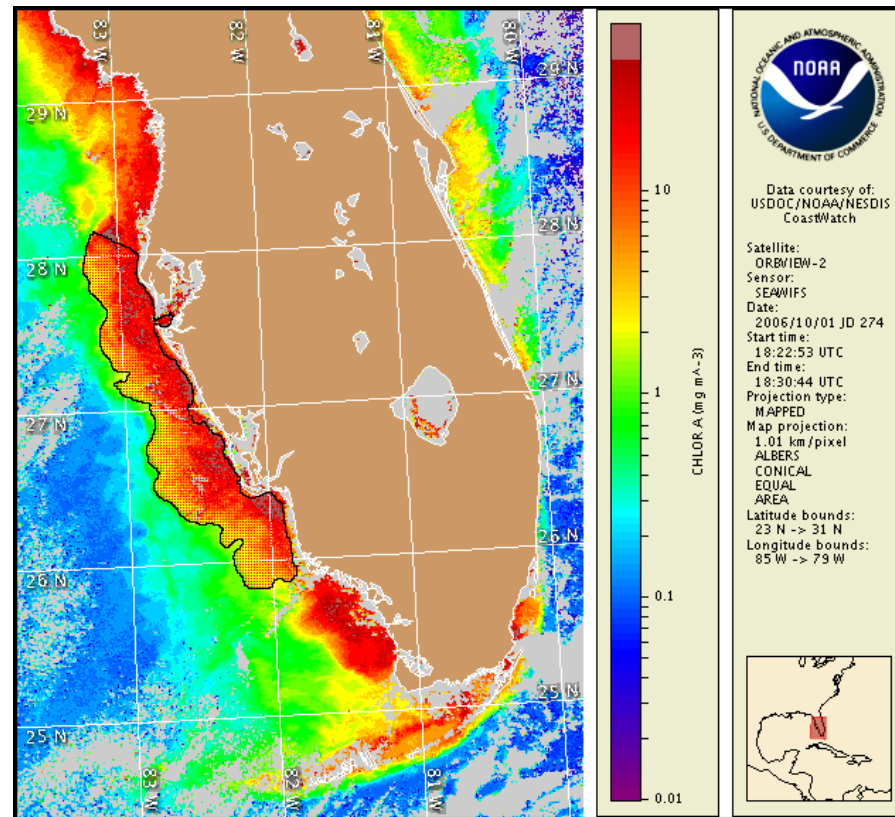 83 W
82 W
81 W
80 W
29 N
29 N
28 N
28 N
27 N
27 N
26 N
26 N
25 N
25 N
83 W
82 W
81 W
10
1
0.1
0.01
CHLOR A (mg m^-3)
NATIONAL OCEANIC AND ATMOSPHERIC ADMINISTRATION
NOAA
U.S. DEPARTMENT OF COMMERCE
Data courtesy of:
USDOC/NOAA/NESDIS
CoastWatch
Satellite:
ORBVIEW-2
Sensor:
SEAWIFS
Date:
2006/10/01 JD 274
Start time:
18:22:53 UTC
End time:
18:30:44 UTC
Projection type:
MAPPED
Map projection:
1.01 km/pixel
ALBERS
CONICAL
EQUAL
AREA
Latitude bounds:
23 N -> 31 N
Longitude bounds:
85 W -> 79 W